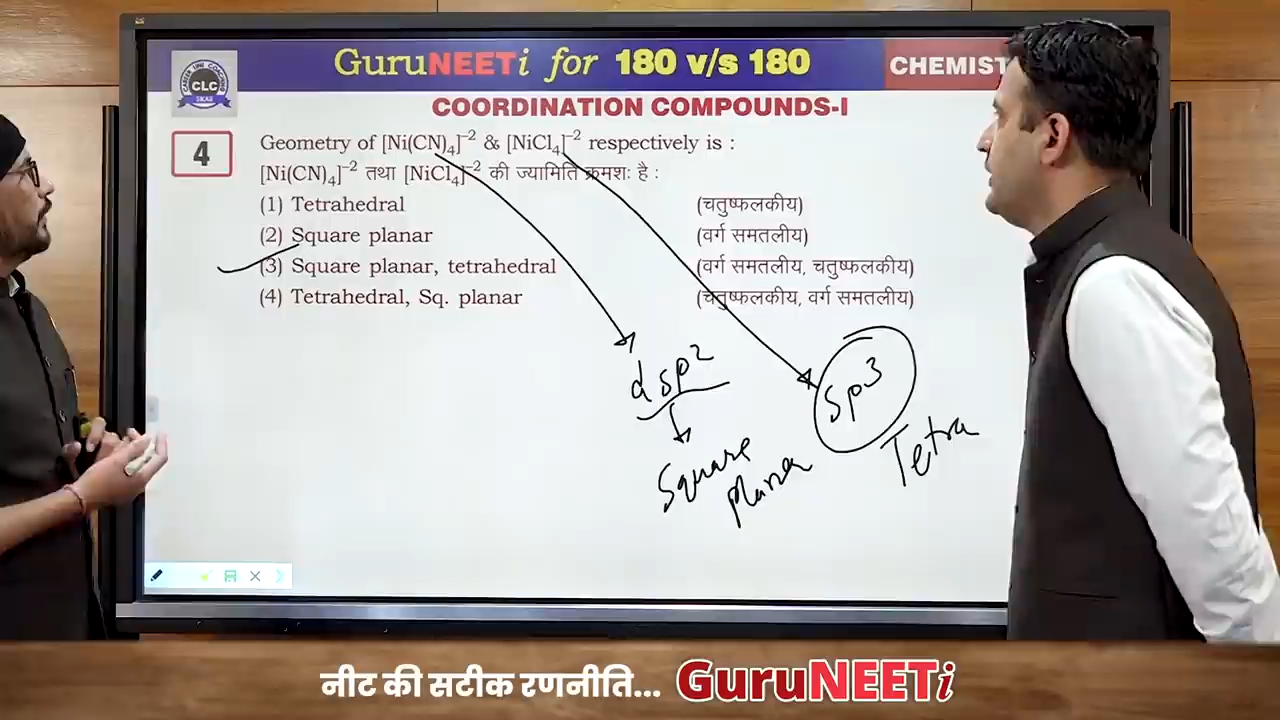 GuruNEETi for 180 v/s 180 CHEMIST
CLC
SIKAR
COORDINATION COMPOUNDS-I
4
Geometry of [Ni(CN)₄]⁻² & [NiCl₄]⁻² respectively is :
[Ni(CN)₄]⁻² तथा [NiCl₄]⁻² की ज्यामिति क्रमशः है :
(1) Tetrahedral (चतुष्फलकीय)
(2) Square planar (वर्ग समतलीय)
(3) Square planar, tetrahedral (वर्ग समतलीय, चतुष्फलकीय)
(4) Tetrahedral, Sq. planar (चतुष्फलकीय, वर्ग समतलीय)
dsp²
sp³
Square
planar
Tetra
नीट की सटीक रणनीति... GuruNEETi